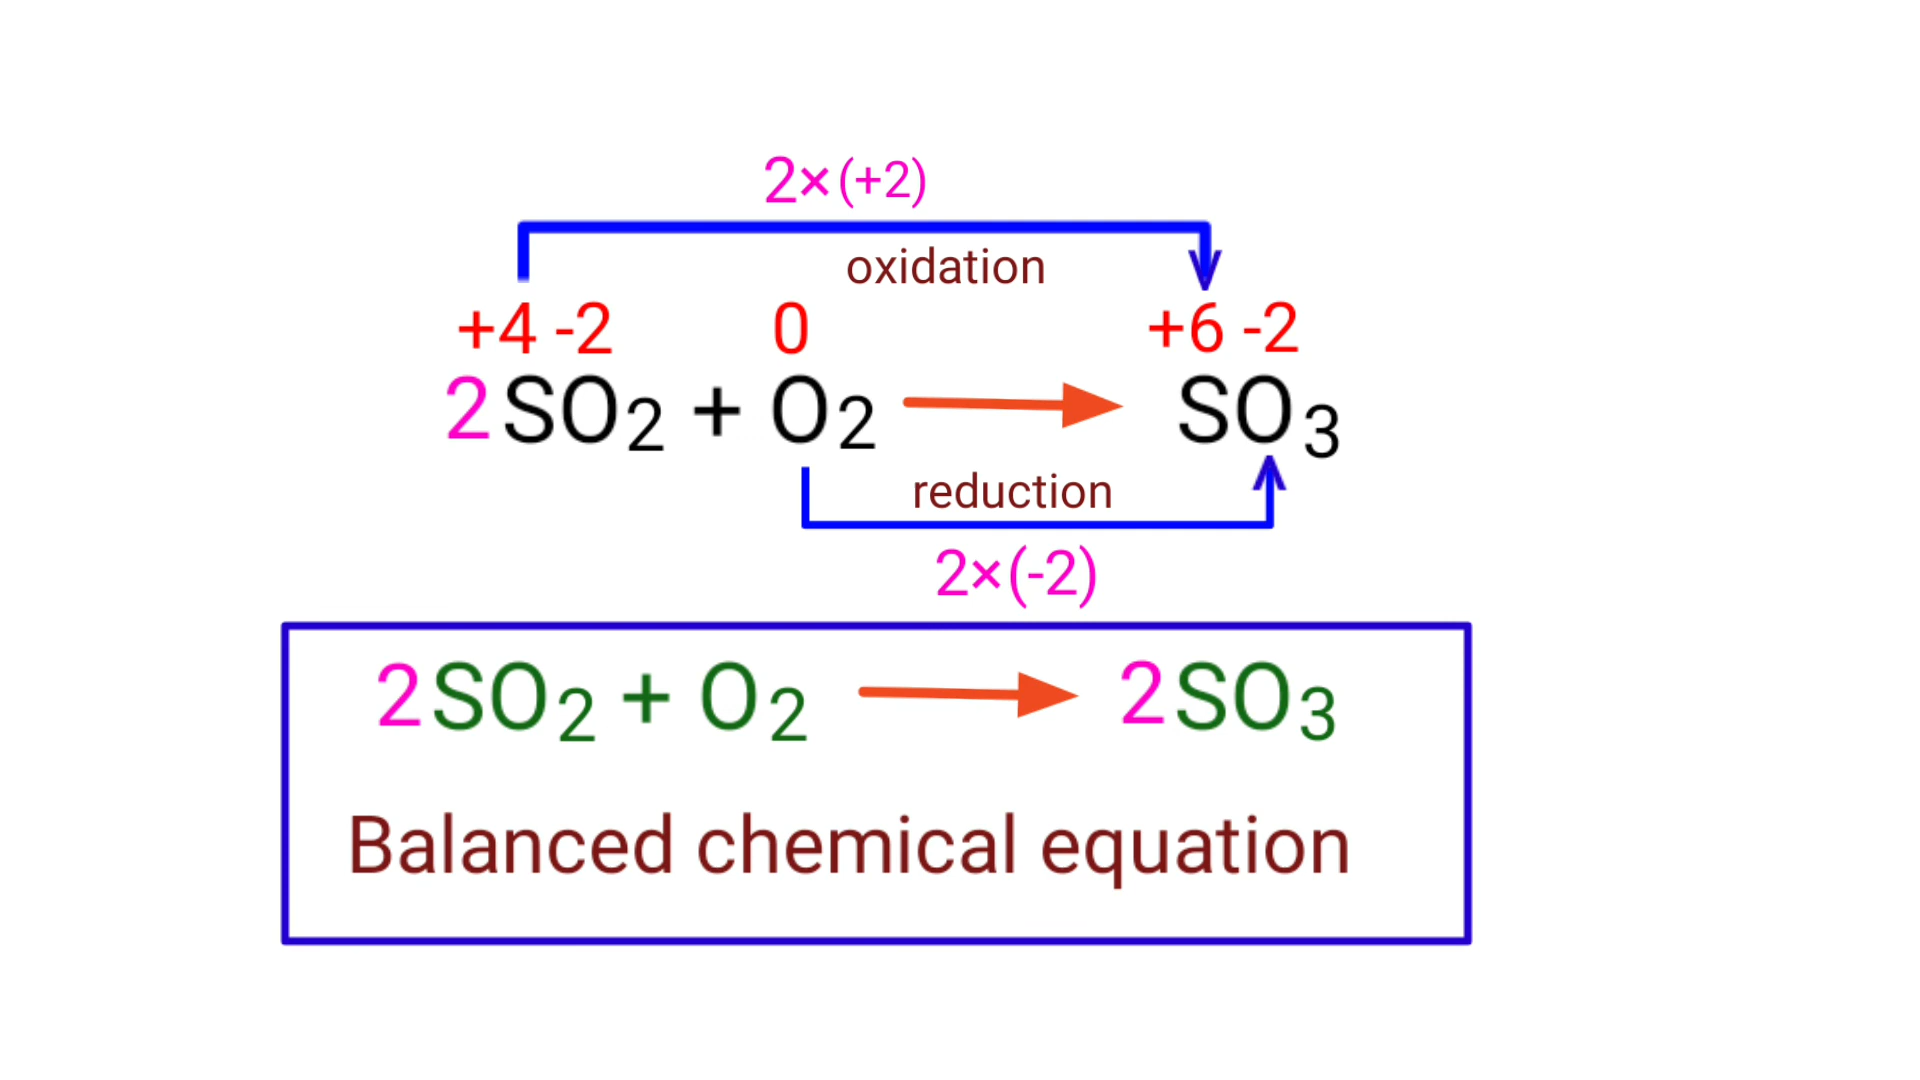 2×(+2)
oxidation
+4 -2 0 +6 -2
2SO₂ + O₂ → SO₃
reduction
2×(-2)
2SO₂ + O₂ → 2SO₃
Balanced chemical equation